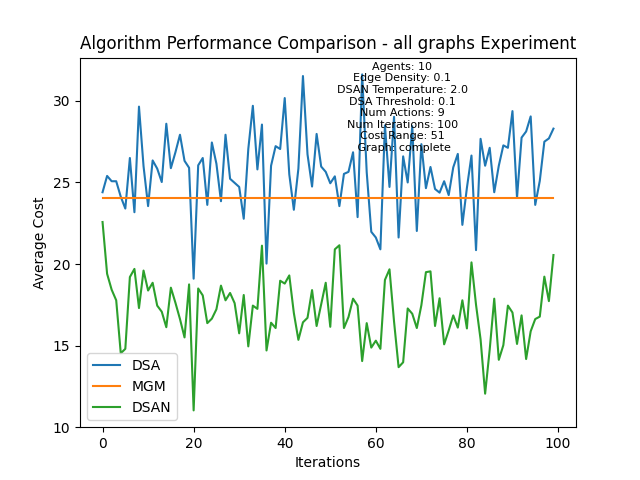 Algorithm Performance Comparison - all graphs Experiment
Agents: 10
Edge Density: 0.1
DSAN Temperature: 2.0
DSA Threshold: 0.1
Num Actions: 9
Num Iterations: 100
Cost Range: 51
Graph: complete
Average Cost
30
25
20
15
10
DSA
MGM
DSAN
0
20
40
60
80
100
Iterations